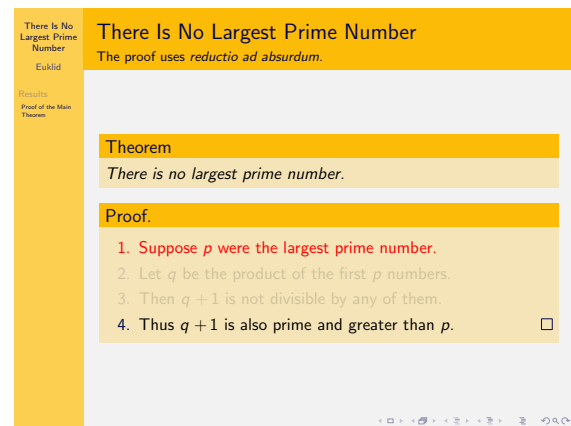 There Is No
Largest Prime
Number
Euklid
Results
Proof of the Main
Theorem
There Is No Largest Prime Number
The proof uses reductio ad absurdum.
Theorem
There is no largest prime number.
Proof.
1. Suppose p were the largest prime number.
2. Let q be the product of the first p numbers.
3. Then q + 1 is not divisible by any of them.
4. Thus q + 1 is also prime and greater than p. □